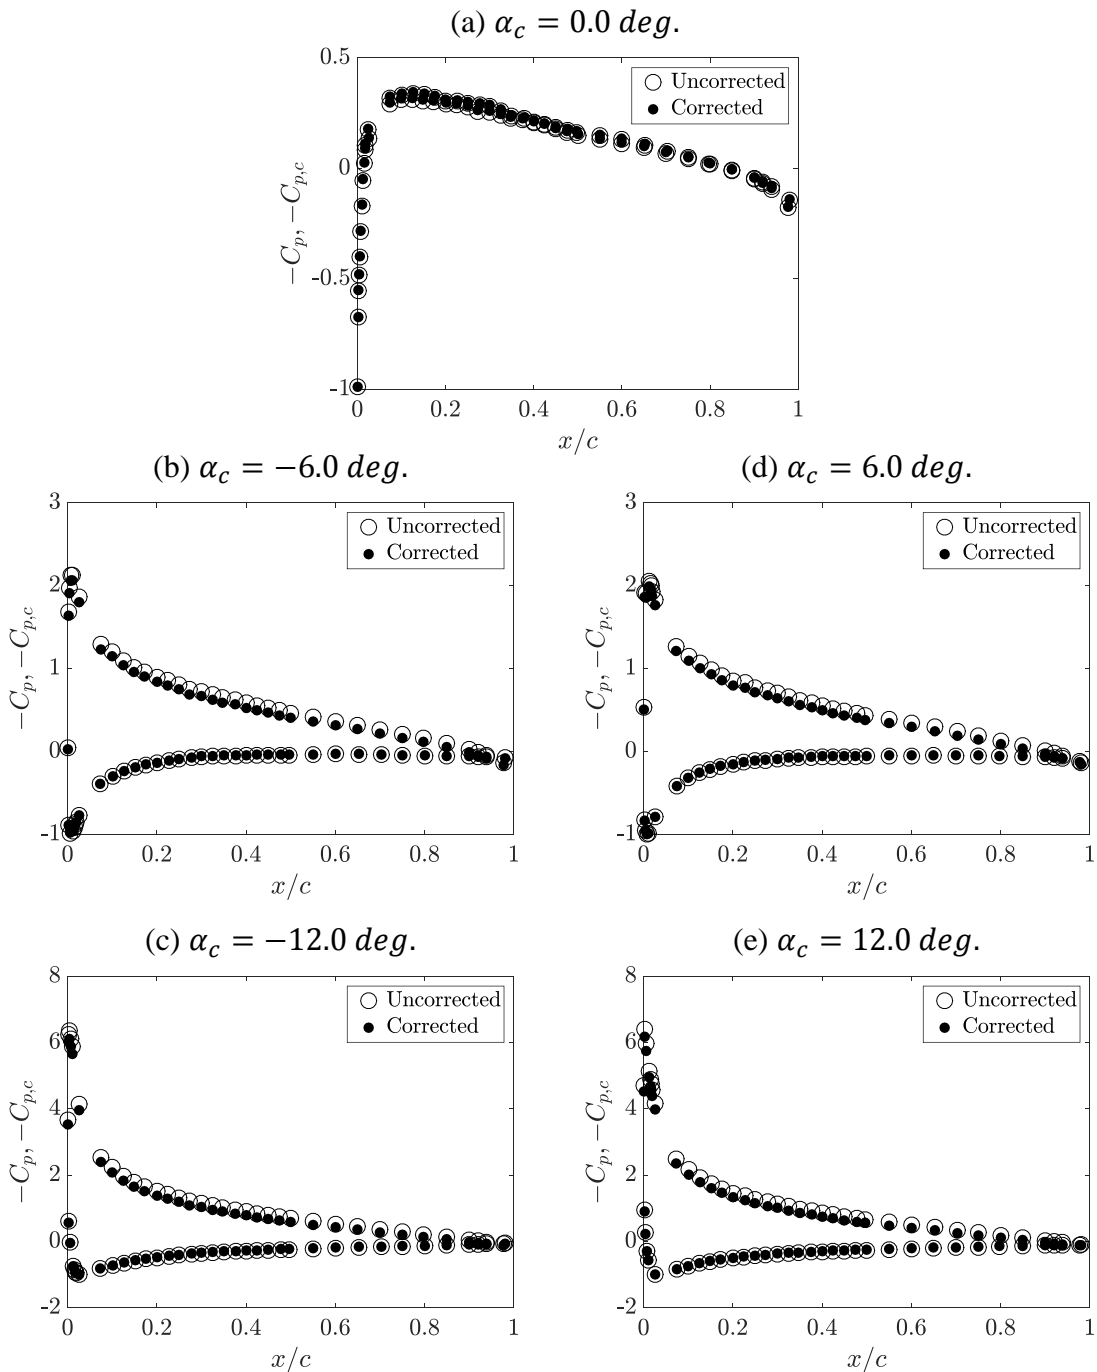 (a) α_c = 0.0 deg.
0.5
0
-0.5
-1
−C_p, −C_{p,c}
Uncorrected
Corrected
0 0.2 0.4 0.6 0.8 1
x/c
(b) α_c = −6.0 deg.
3
2
1
0
-1
−C_p, −C_{p,c}
Uncorrected
Corrected
0 0.2 0.4 0.6 0.8 1
x/c
(d) α_c = 6.0 deg.
3
2
1
0
-1
−C_p, −C_{p,c}
Uncorrected
Corrected
0 0.2 0.4 0.6 0.8 1
x/c
(c) α_c = −12.0 deg.
8
6
4
2
0
-2
−C_p, −C_{p,c}
Uncorrected
Corrected
0 0.2 0.4 0.6 0.8 1
x/c
(e) α_c = 12.0 deg.
8
6
4
2
0
-2
−C_p, −C_{p,c}
Uncorrected
Corrected
0 0.2 0.4 0.6 0.8 1
x/c